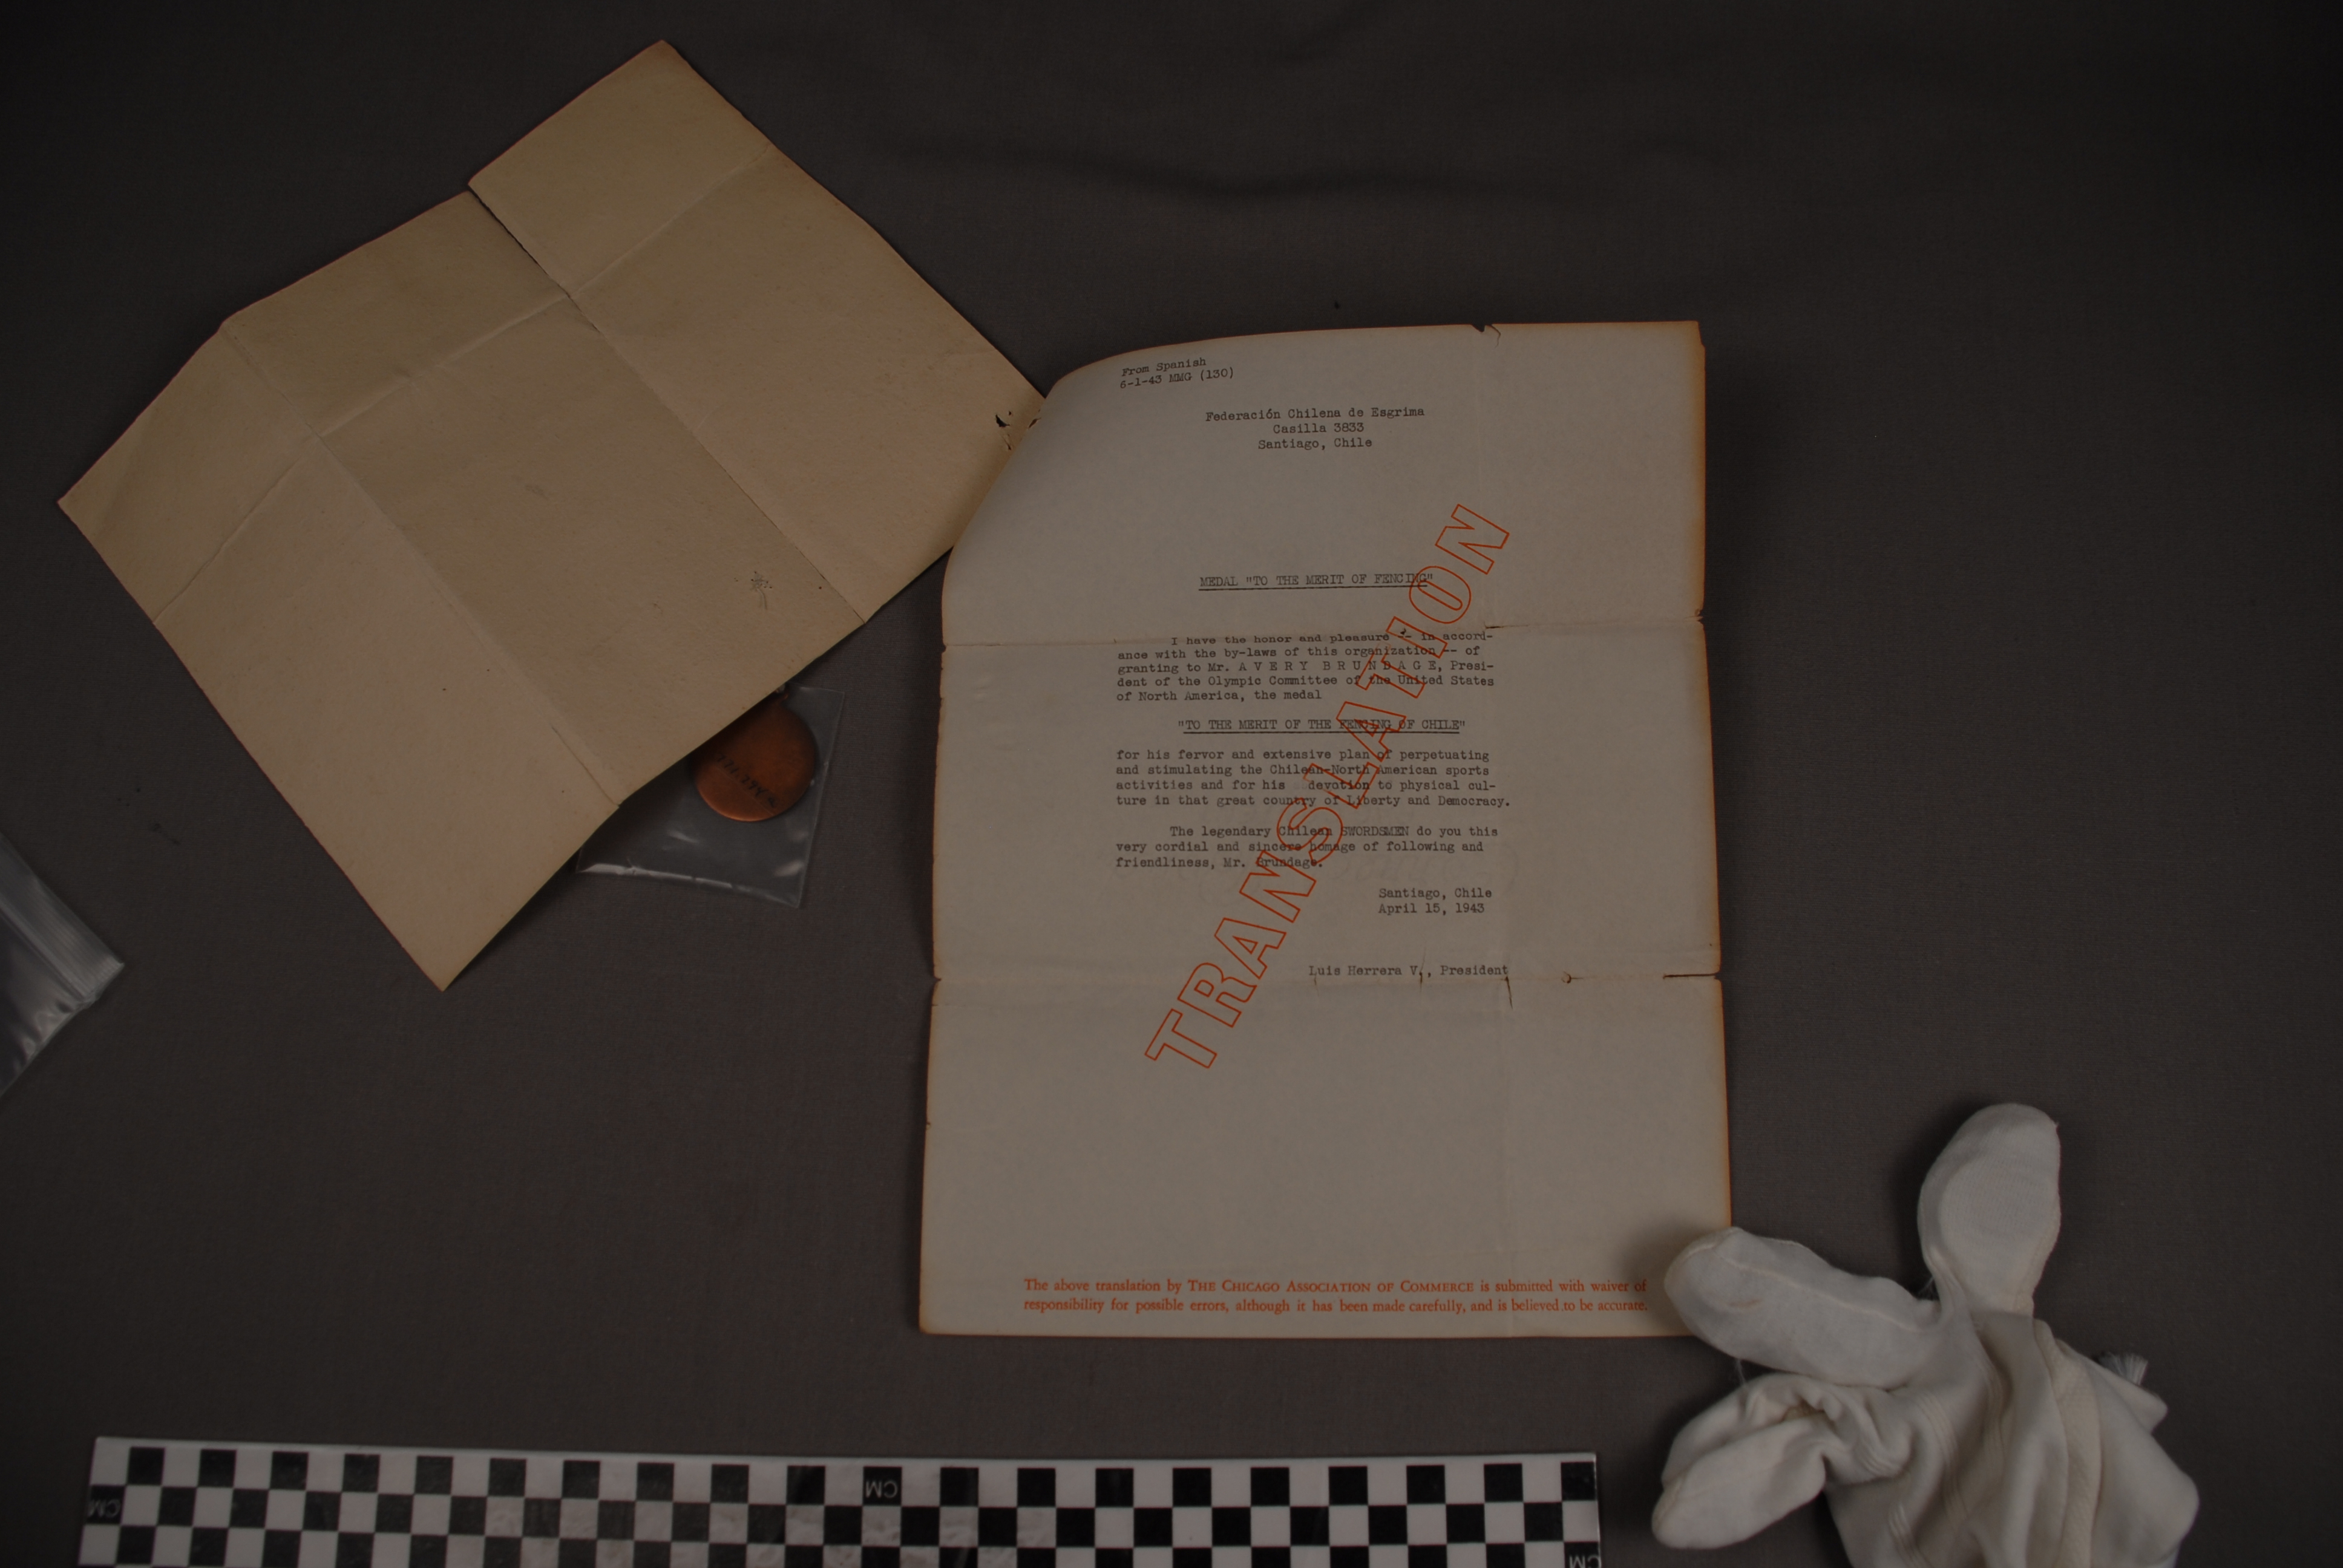 From Spanish
6-1-43 MMG (130)
Federación Chilena de Esgrima
Casilla 3833
Santiago, Chile
MEDAL "TO THE MERIT OF FENCING"
I have the honor and pleasure -- in accord-
ance with the by-laws of this organization -- of
granting to Mr. A V E R Y B R U N D A G E, Presi-
dent of the Olympic Committee of the United States
of North America, the medal
"TO THE MERIT OF THE FENCING OF CHILE"
for his fervor and extensive plan of perpetuating
and stimulating the Chilean-North American sports
activities and for his devotion to physical cul-
ture in that great country of Liberty and Democracy.
The legendary Chilean SWORDSMEN do you this
very cordial and sincere homage of following and
friendliness, Mr. Brundage.
Santiago, Chile
April 15, 1943
Luis Herrera V., President
TRANSLATION
The above translation by THE CHICAGO ASSOCIATION OF COMMERCE is submitted with waiver of
responsibility for possible errors, although it has been made carefully, and is believed to be accurate.
CM
CM
CM